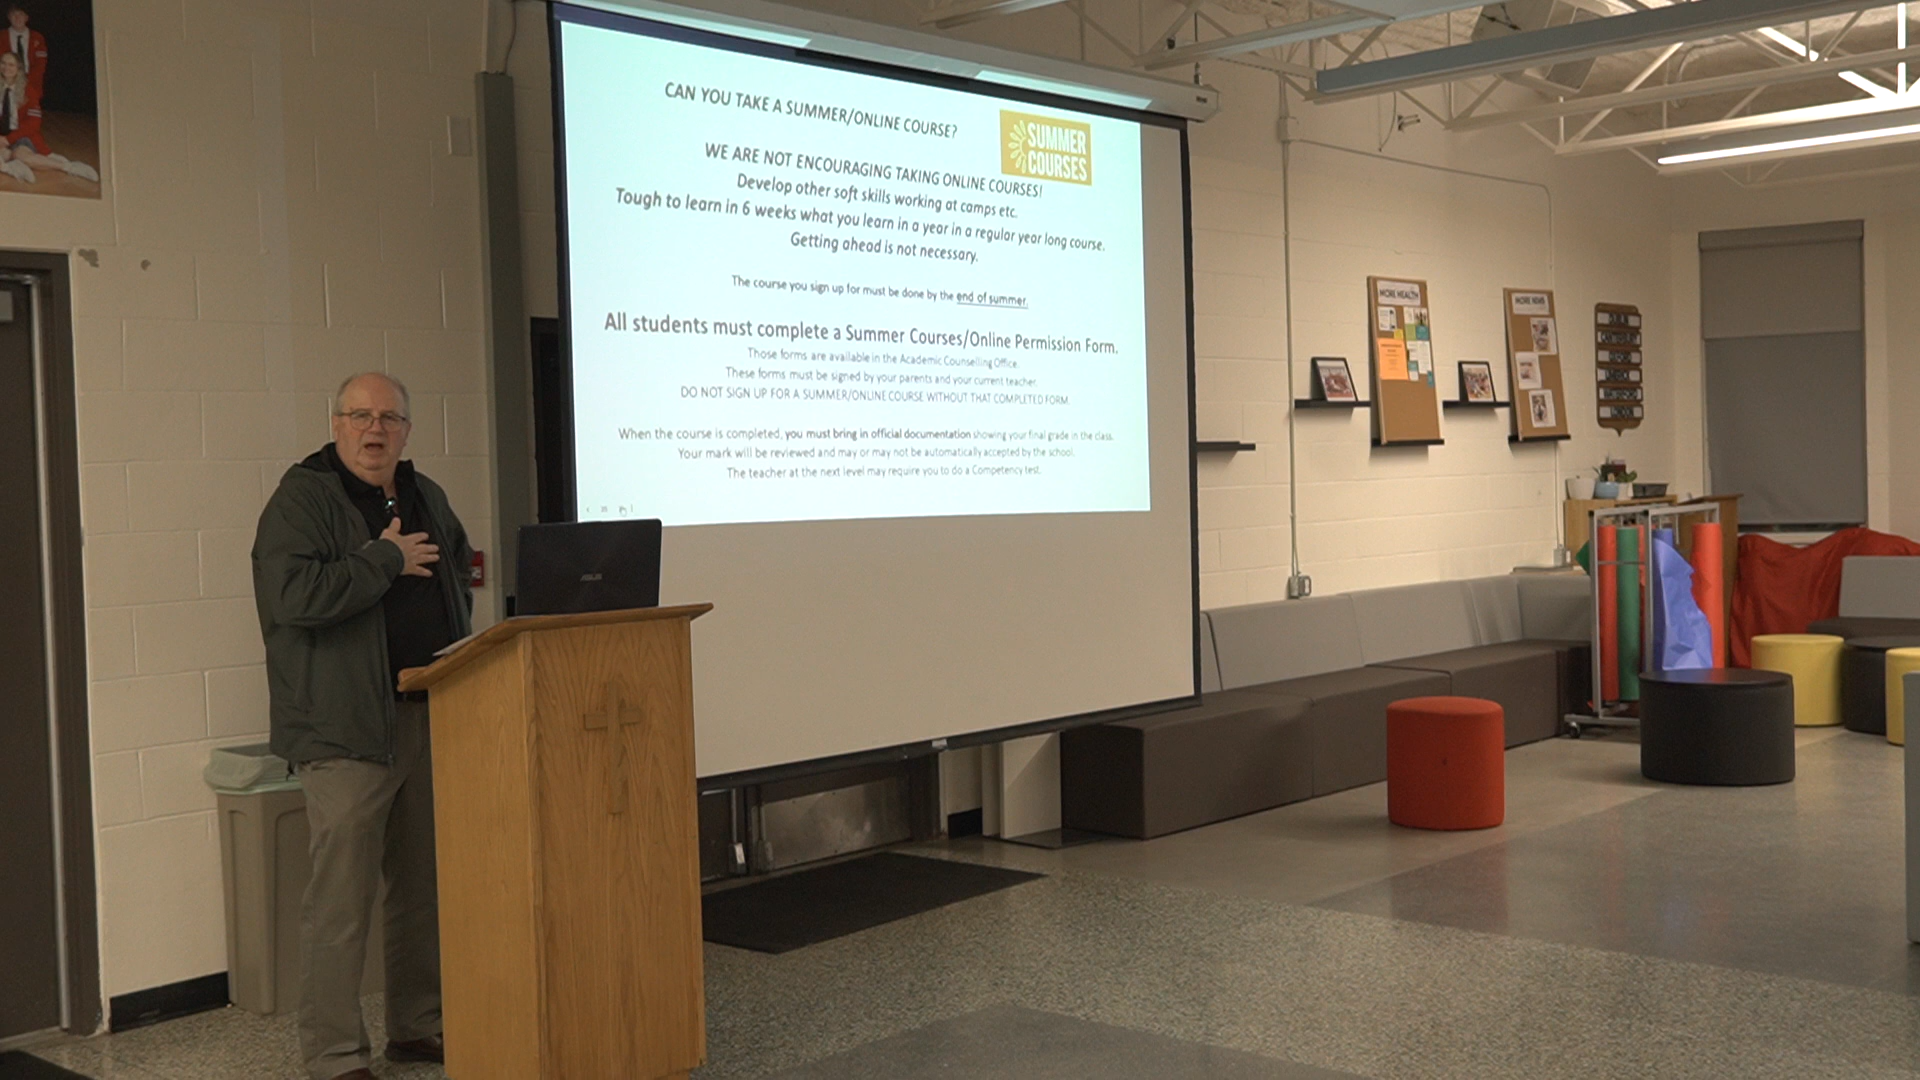 CAN YOU TAKE A SUMMER/ONLINE COURSE?
SUMMER
COURSES
WE ARE NOT ENCOURAGING TAKING ONLINE COURSES!
Develop other soft skills working at camps etc.
Tough to learn in 6 weeks what you learn in a year in a regular year long course.
Getting ahead is not necessary.
The course you sign up for must be done by the end of summer.
All students must complete a Summer Courses/Online Permission Form.
Those forms are available in the Academic Counselling Office.
These forms must be signed by your parents and your current teacher.
DO NOT SIGN UP FOR A SUMMER/ONLINE COURSE WITHOUT THAT COMPLETED FORM.
When the course is completed, you must bring in official documentation showing your final grade in the class.
Your mark will be reviewed and may or may not be automatically accepted by the school.
The teacher at the next level may require you to do a Competency test.
ASUS
MORE HEALTH
MORE NEWS